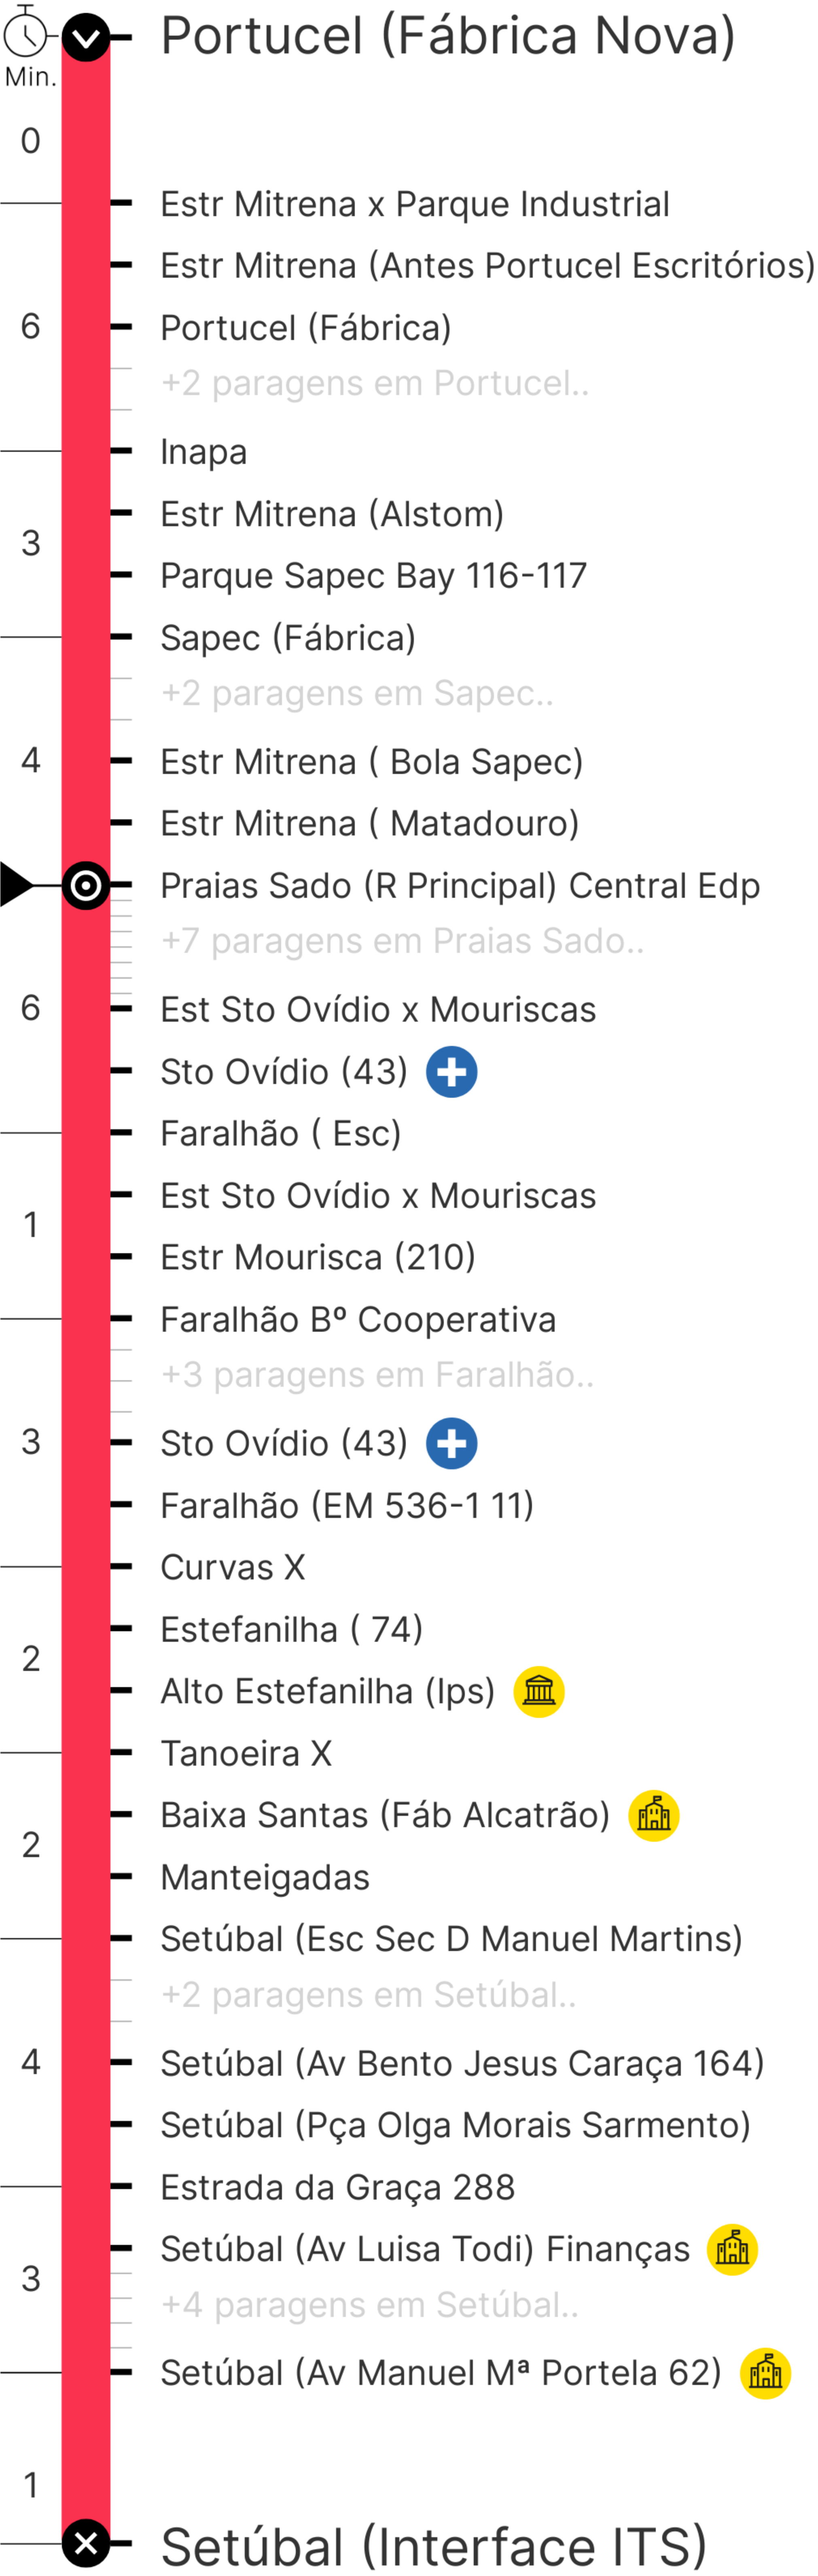 Portucel (Fábrica Nova)
Min.
0
Estr Mitrena x Parque Industrial
Estr Mitrena (Antes Portucel Escritórios)
6
Portucel (Fábrica)
+2 paragens em Portucel..
Inapa
Estr Mitrena (Alstom)
3
Parque Sapec Bay 116-117
Sapec (Fábrica)
+2 paragens em Sapec..
4
Estr Mitrena ( Bola Sapec)
Estr Mitrena ( Matadouro)
Praias Sado (R Principal) Central Edp
+7 paragens em Praias Sado..
6
Est Sto Ovídio x Mouriscas
Sto Ovídio (43)
Faralhão ( Esc)
Est Sto Ovídio x Mouriscas
1
Estr Mourisca (210)
Faralhão Bº Cooperativa
+3 paragens em Faralhão..
3
Sto Ovídio (43)
Faralhão (EM 536-1 11)
Curvas X
Estefanilha ( 74)
2
Alto Estefanilha (Ips)
Tanoeira X
Baixa Santas (Fáb Alcatrão)
2
Manteigadas
Setúbal (Esc Sec D Manuel Martins)
+2 paragens em Setúbal..
4
Setúbal (Av Bento Jesus Caraça 164)
Setúbal (Pça Olga Morais Sarmento)
Estrada da Graça 288
Setúbal (Av Luisa Todi) Finanças
3
+4 paragens em Setúbal..
Setúbal (Av Manuel Mª Portela 62)
1
Setúbal (Interface ITS)